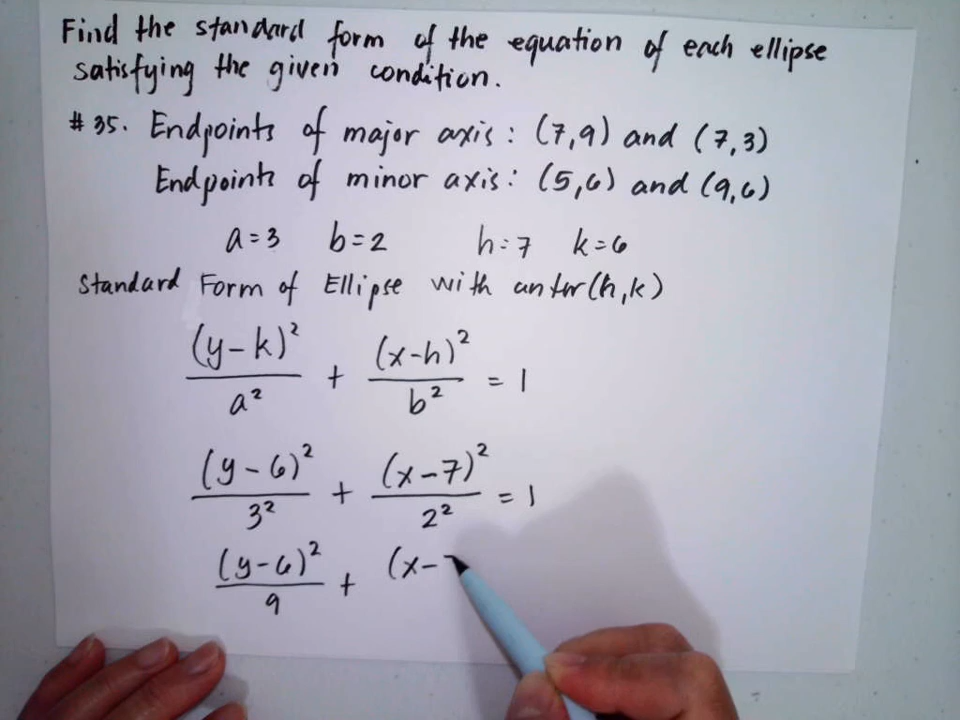 Find the standard form of the equation of each ellipse
satisfying the given condition.
#35. Endpoints of major axis: (7,9) and (7,3)
Endpoints of minor axis: (5,6) and (9,6)
a=3 b=2 h=7 k=6
Standard Form of Ellipse with center (h,k)
(y-k)²/a² + (x-h)²/b² = 1
(y-6)²/3² + (x-7)²/2² = 1
(y-6)²/9 + (x-